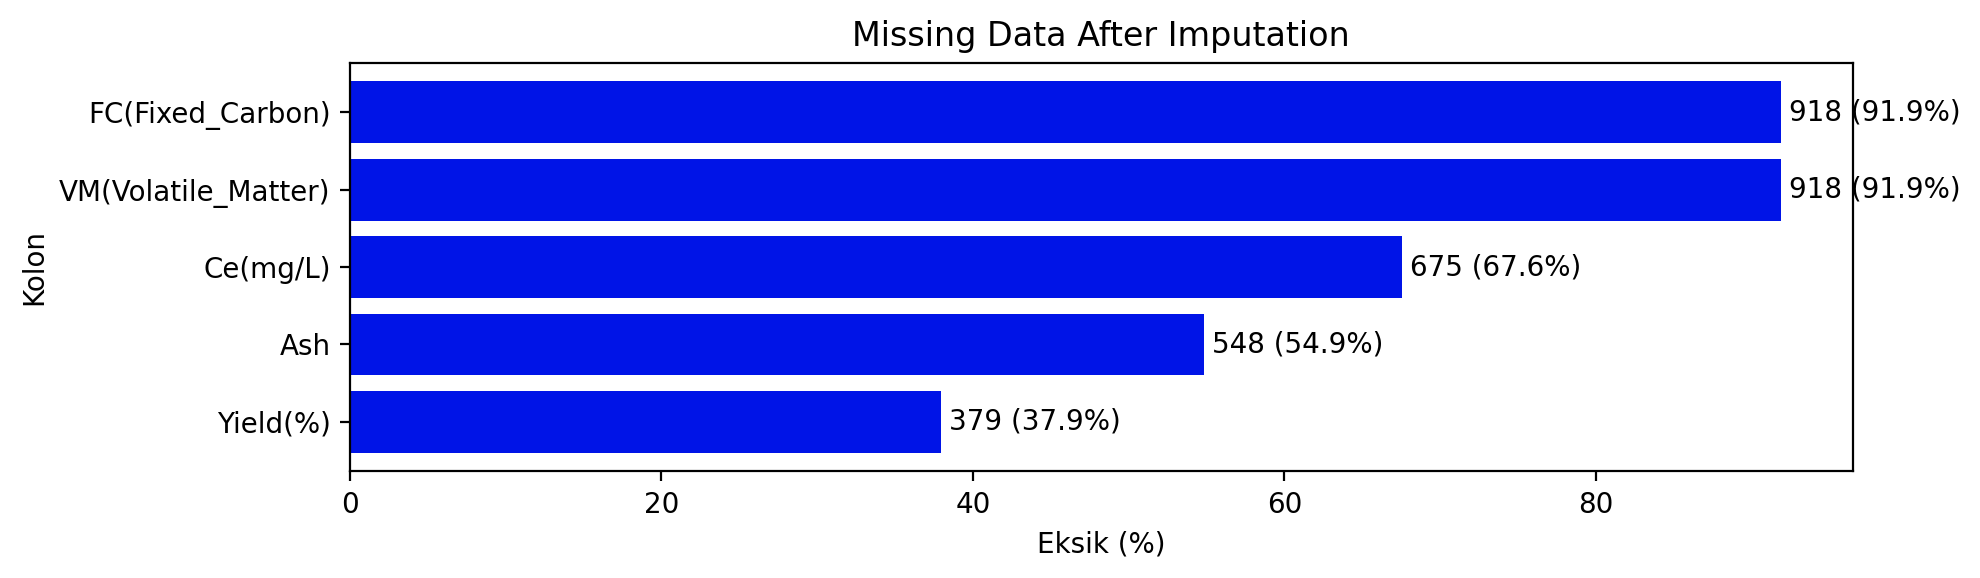 Missing Data After Imputation
FC(Fixed_Carbon)
918 (91.9%)
VM(Volatile_Matter)
918 (91.9%)
Ce(mg/L)
675 (67.6%)
Ash
548 (54.9%)
Yield(%)
379 (37.9%)
Kolon
0 20 40 60 80
Eksik (%)